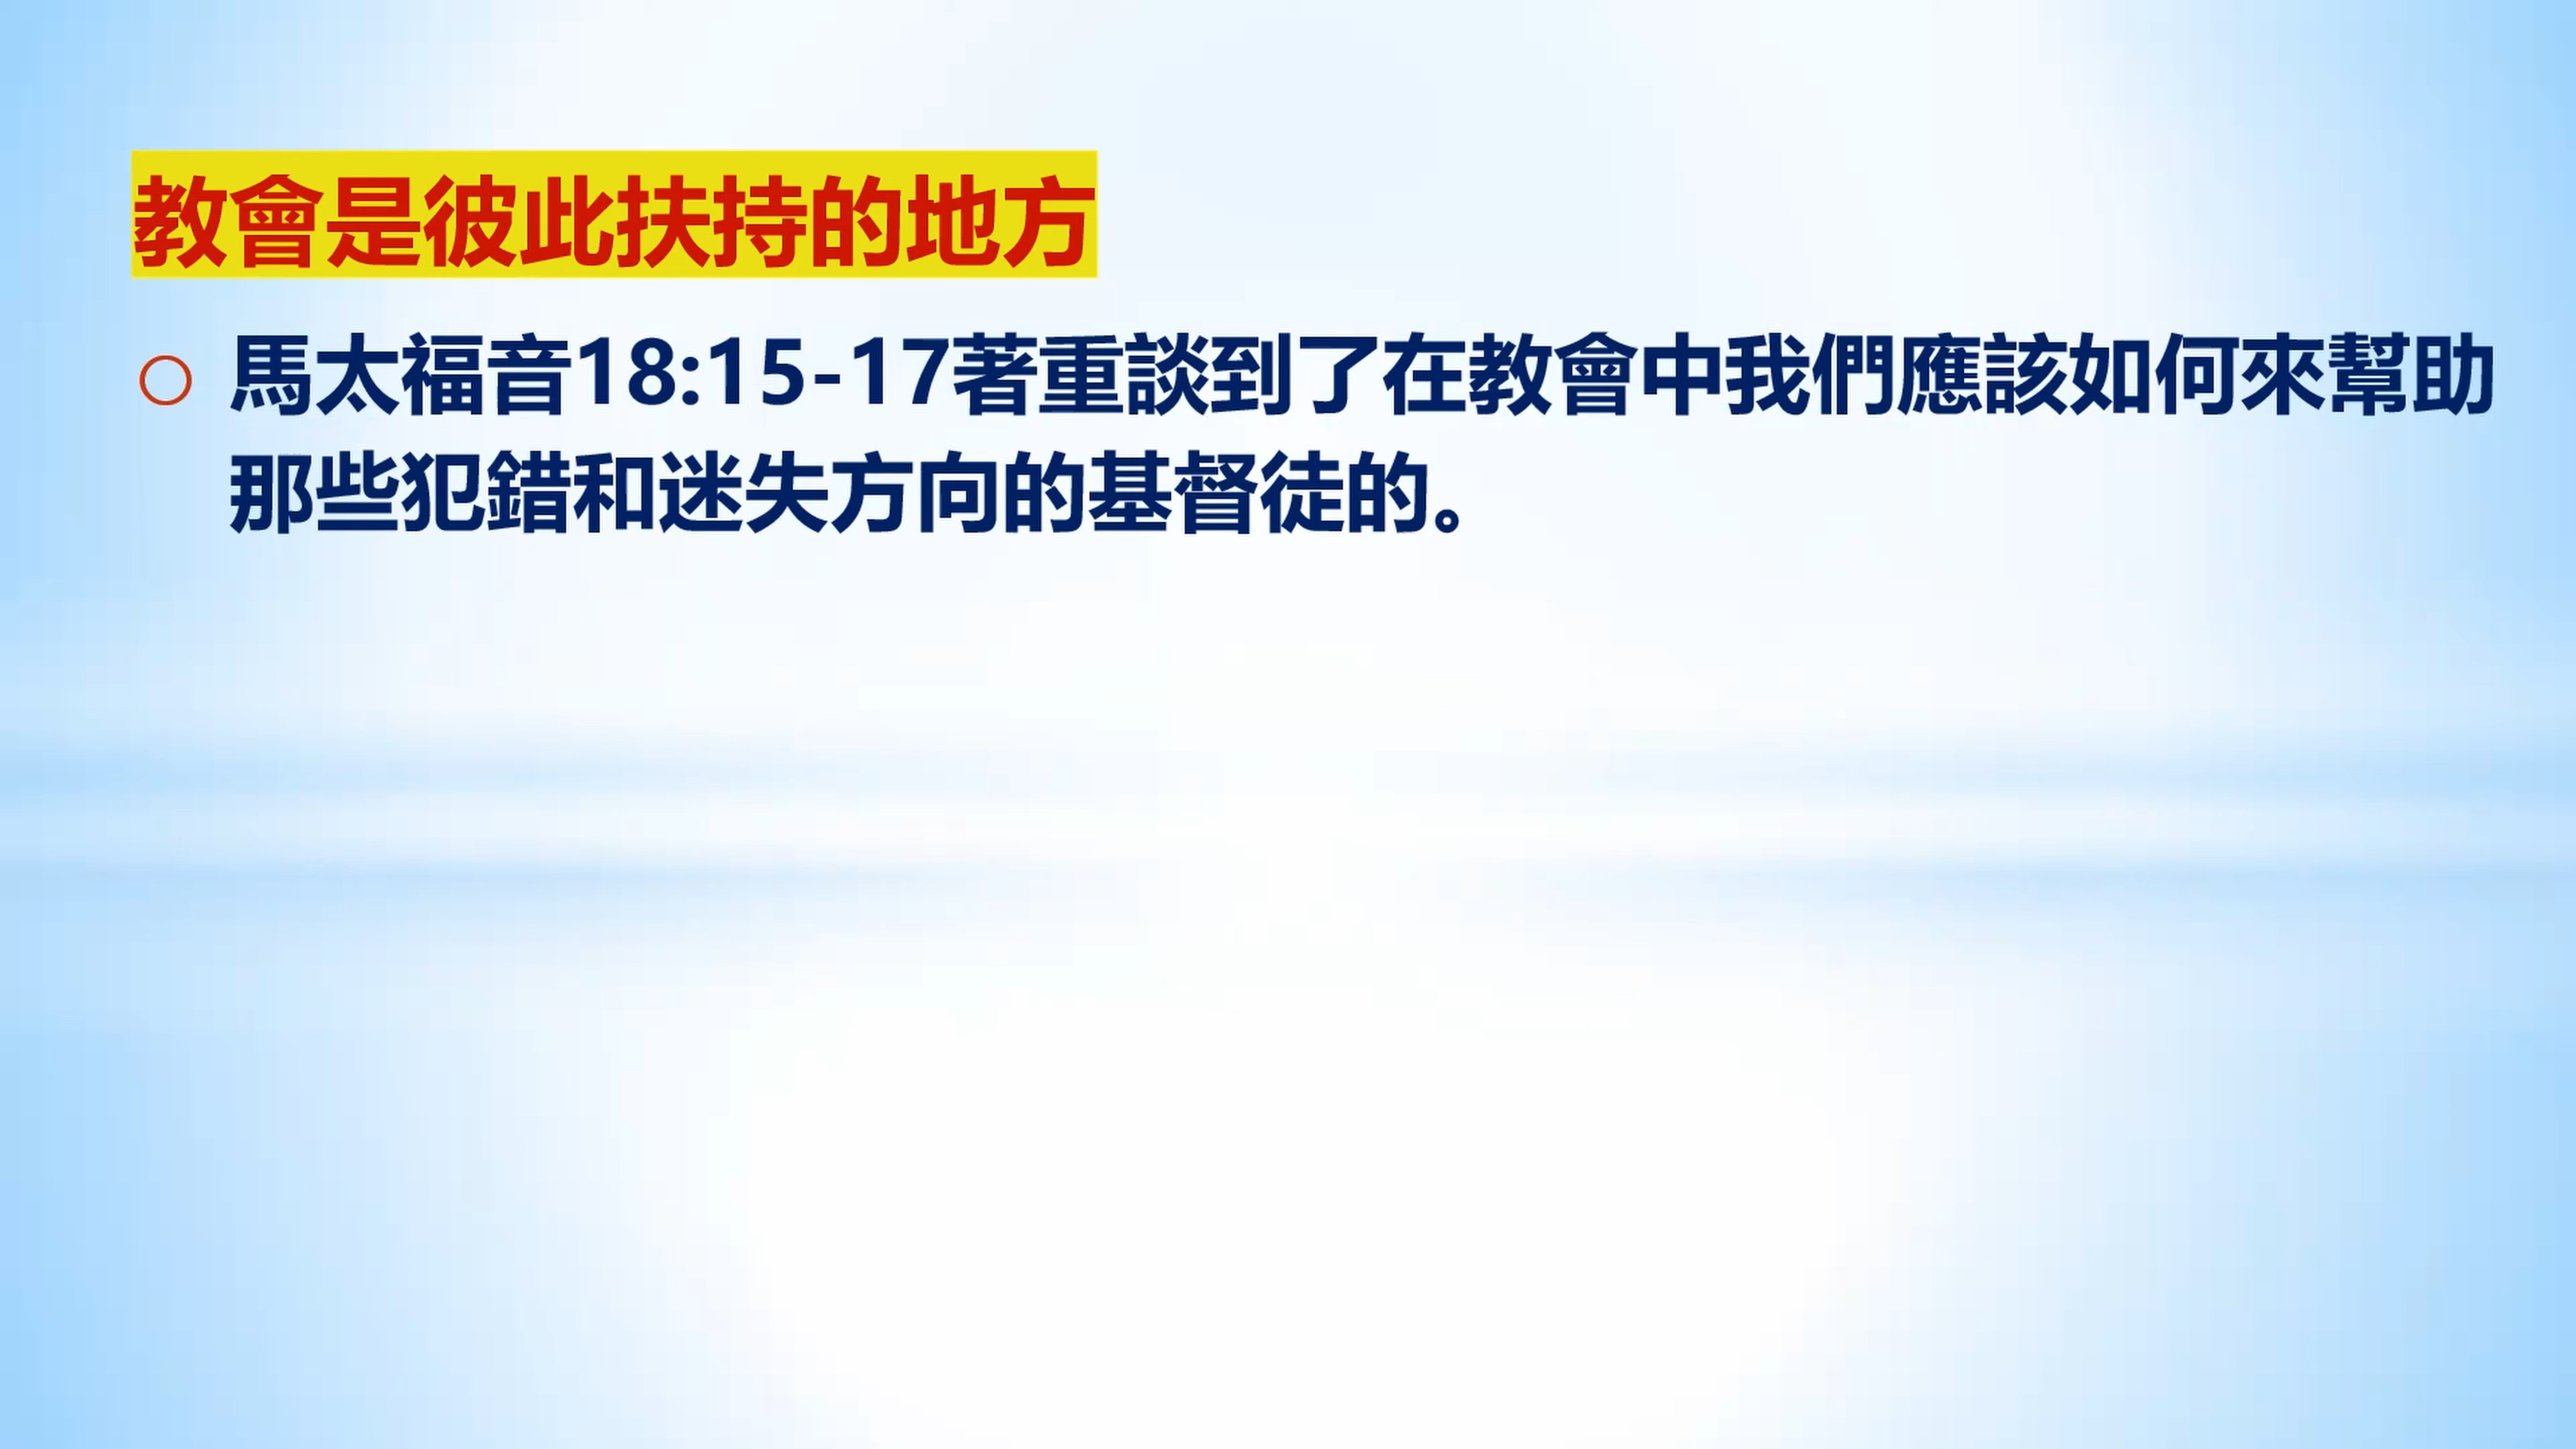 教會是彼此扶持的地方
○ 馬太福音18:15-17著重談到了在教會中我們應該如何來幫助
那些犯錯和迷失方向的基督徒的。